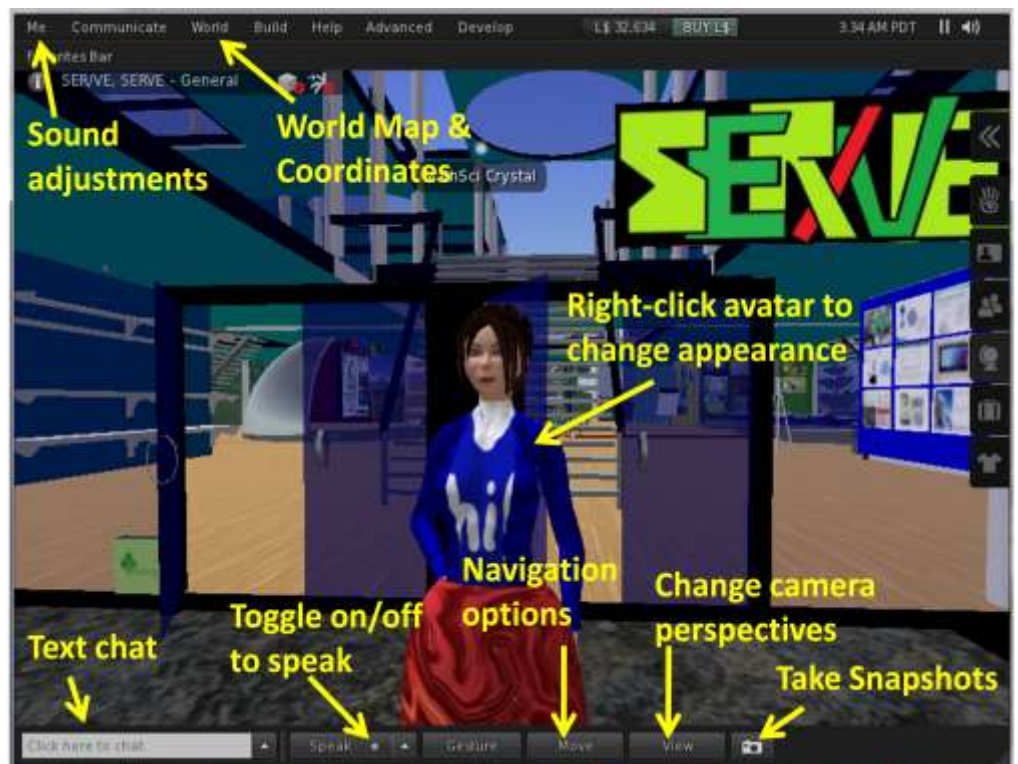 Me Communicate World Build Help Advanced Develop L$ 32,634 BUY L$ 3:34 AM PDT
Favorites Bar
SER/VE, SERVE - General
Sound
adjustments
World Map &
Coordinates
Crystal
SER/VE
Right-click avatar to
change appearance
hi!
Navigation
options
Change camera
perspectives
Toggle on/off
to speak
Text chat
Take Snapshots
Click here to chat.
Speak Gesture Move View